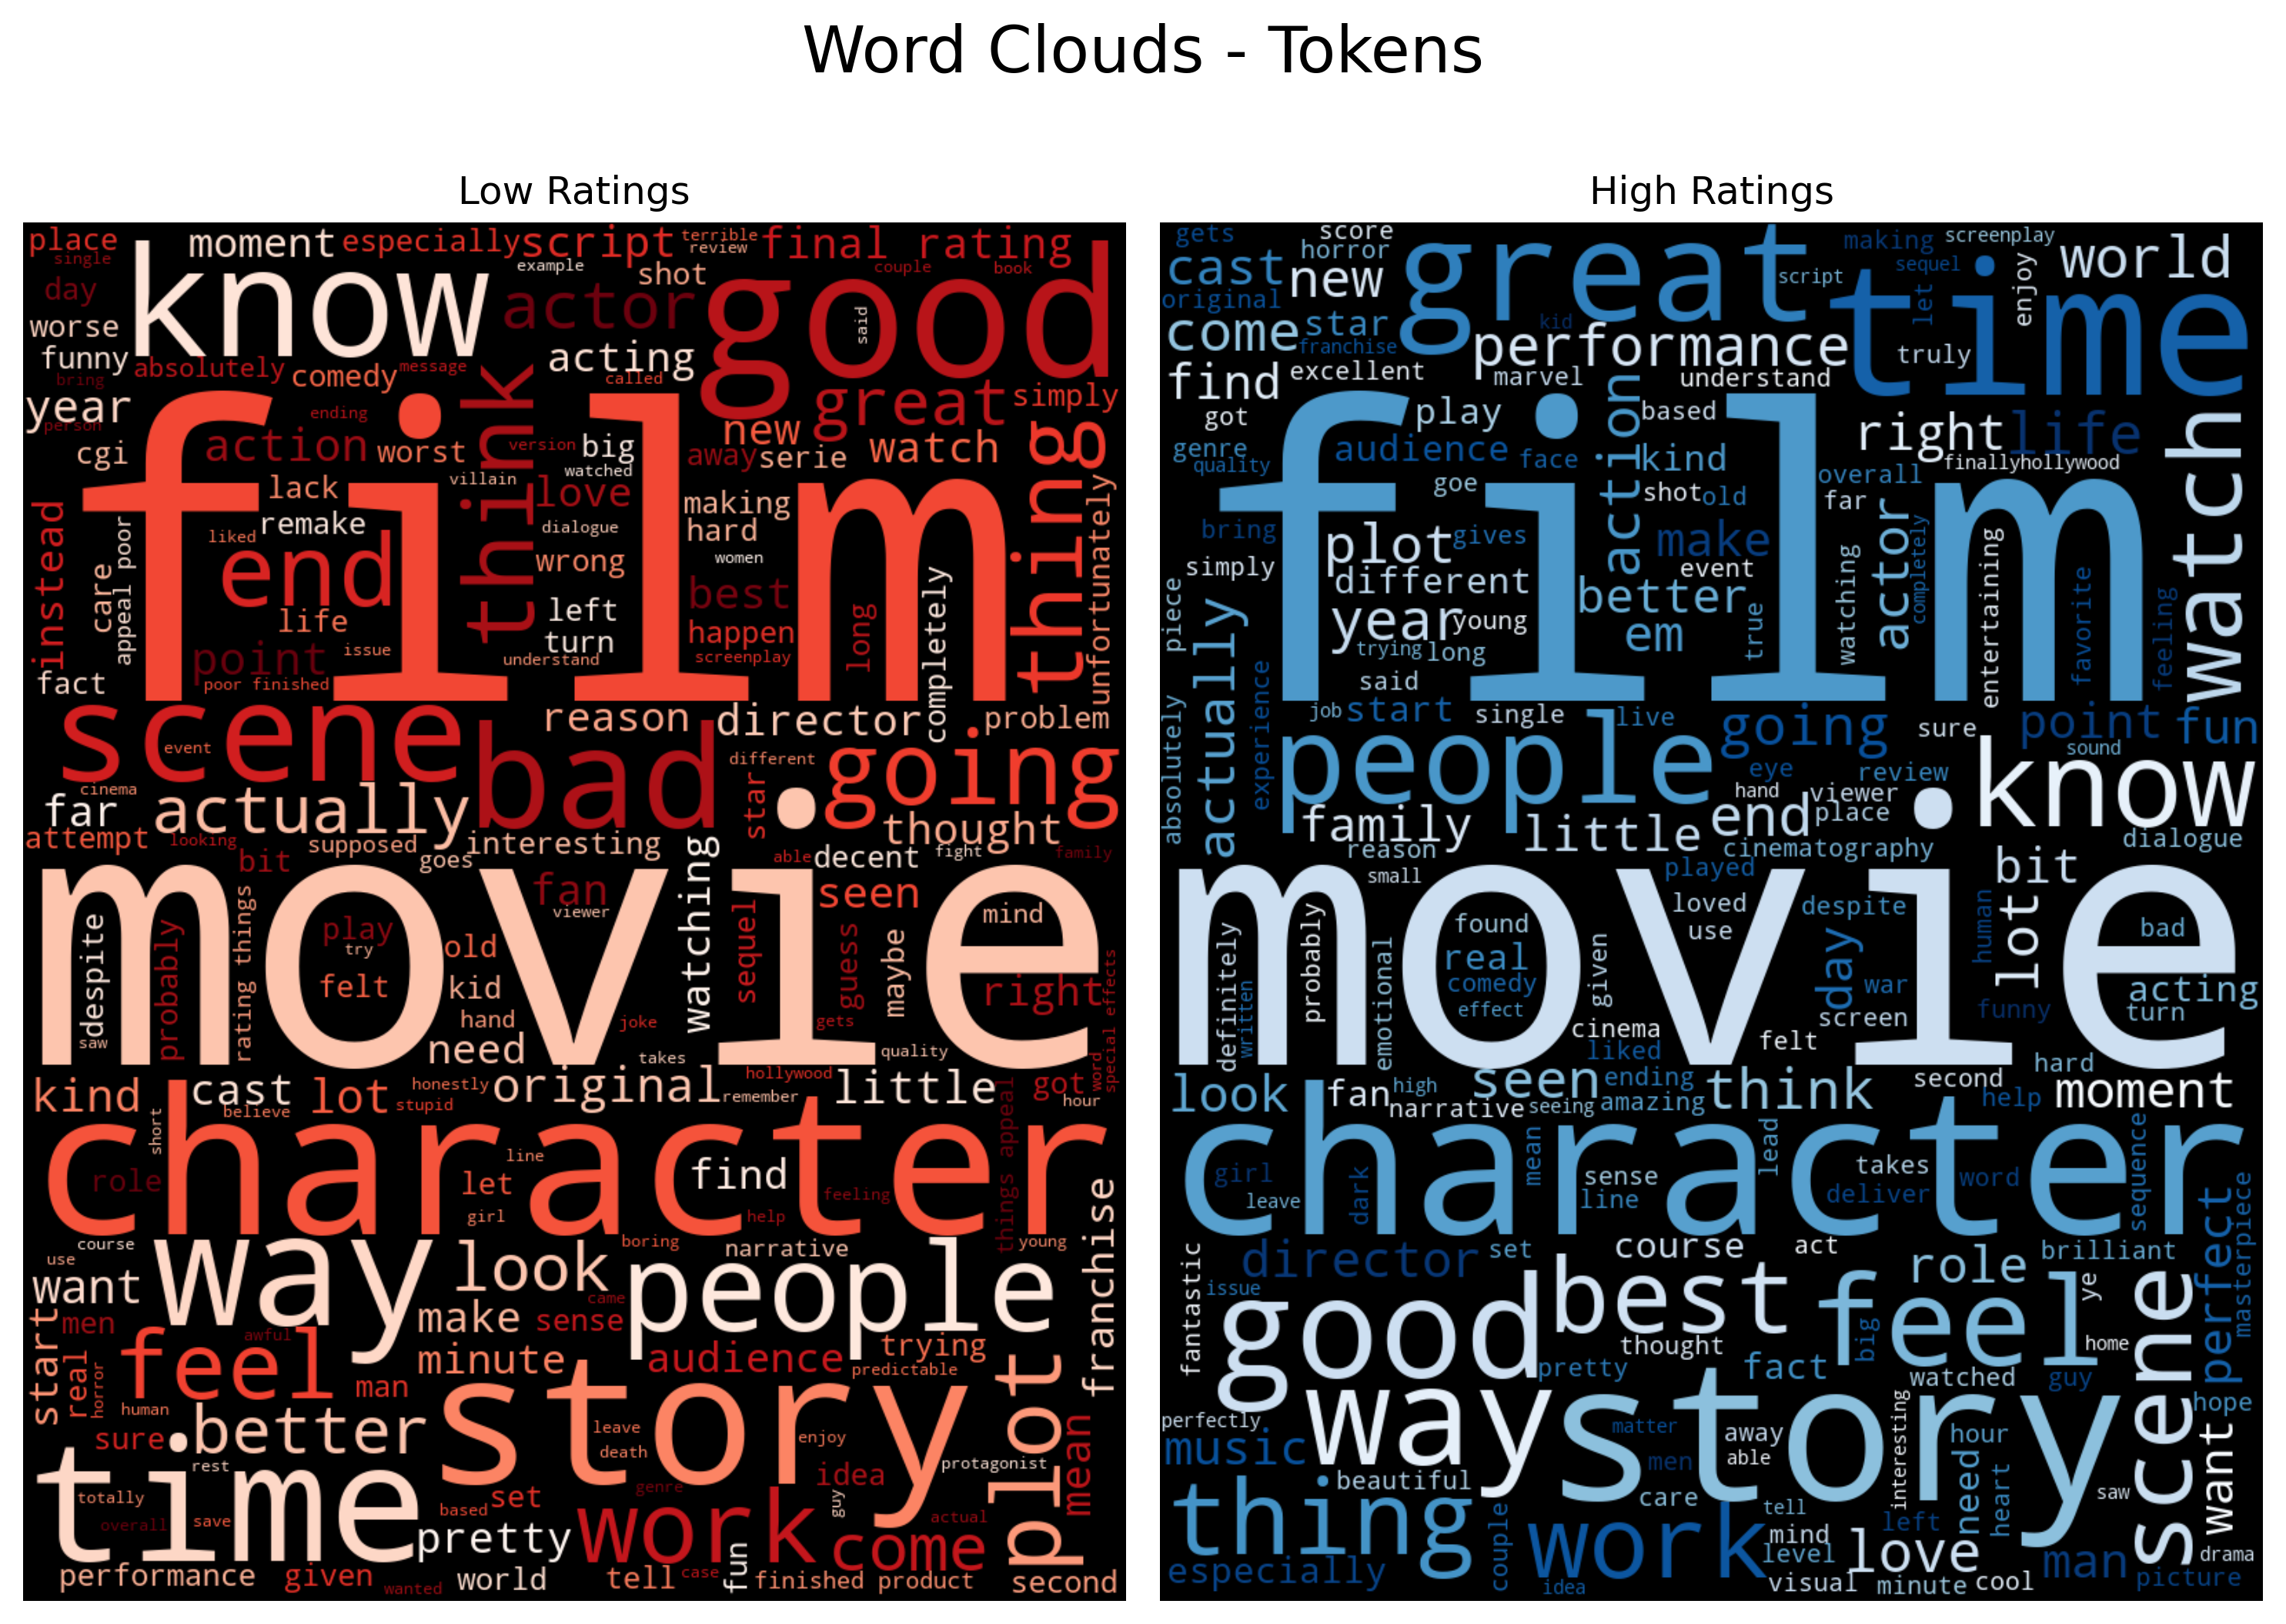 Word Clouds - Tokens
Low Ratings
place
moment
especially
script
terrible
review
final rating
single
know
example
shot
couple
book
day
actor
good
worse
said
funny
absolutely
comedy
message
acting
called
bring
think
great
simply
year
film
ending
person
action
worst
version
big
new
watch
thing
cgi
away
serie
watched
villain
lack
love
making
instead
remake
dialogue
hard
unfortunately
liked
end
wrong
women
care
appeal poor
left
best
completely
life
turn
happen
long
point
issue
understand
screenplay
fact
poor finished
scene
reason
director
problem
event
bad
different
going
cinema
far
actually
star
attempt
looking
supposed
goes
interesting
thought
bit
able
decent
fight
family
movie
fan
viewer
watching
seen
mind
despite
probably
rating things
play
try
old
sequel
guess
maybe
felt
kid
right
special effects
saw
hand
joke
gets
need
takes
quality
kind
cast
lot
honestly
original
hollywood
little
got
word
believe
stupid
remember
hour
short
character
line
things appeal
role
let
find
feeling
girl
help
franchise
course
way
boring
narrative
young
use
look
people
want
came
start
men
make
sense
awful
trying
real
feel
minute
audience
predictable
horror
man
story
plot
human
better
leave
enjoy
mean
sure
death
protagonist
time
rest
idea
totally
set
genre
guy
based
overall
save
pretty
work
come
actual
performance
given
wanted
world
tell
case
fun
finished product
second
High Ratings
gets
score
horror
great
making
screenplay
world
cast
new
script
sequel
enjoy
original
time
let
come
star
kid
franchise
performance
truly
find
excellent
marvel
understand
got
play
action
based
right
life
watch
genre
quality
audience
face
kind
finally
hollywood
film
goe
shot
old
overall
far
bring
plot
gives
make
actor
completely
simply
different
event
watching
entertaining
favorite
feeling
piece
year
young
better
em
true
actually
trying
long
said
absolutely
experience
job
start
single
live
going
sure
point
fun
sound
people
eye
review
know
hand
viewer
family
little
end
place
dialogue
reason
cinematography
small
played
bit
movie
loved
despite
found
use
human
lot
bad
definitely
probably
real
day
written
emotional
comedy
given
war
acting
effect
screen
funny
turn
cinema
felt
liked
hard
look
fan
high
seen
ending
think
second
help
moment
narrative
seeing
amazing
character
mean
lead
takes
sequence
girl
sense
word
leave
dark
line
deliver
perfect
masterpiece
fantastic
director
set
course
act
role
brilliant
issue
good
best
feel
ye
scene
big
thought
home
pretty
fact
watched
guy
hope
perfectly
way
story
matter
away
interesting
hour
want
music
men
able
need
beautiful
thing
care
heart
saw
tell
couple
work
mind
left
level
love
man
drama
especially
idea
visual
minute
cool
picture